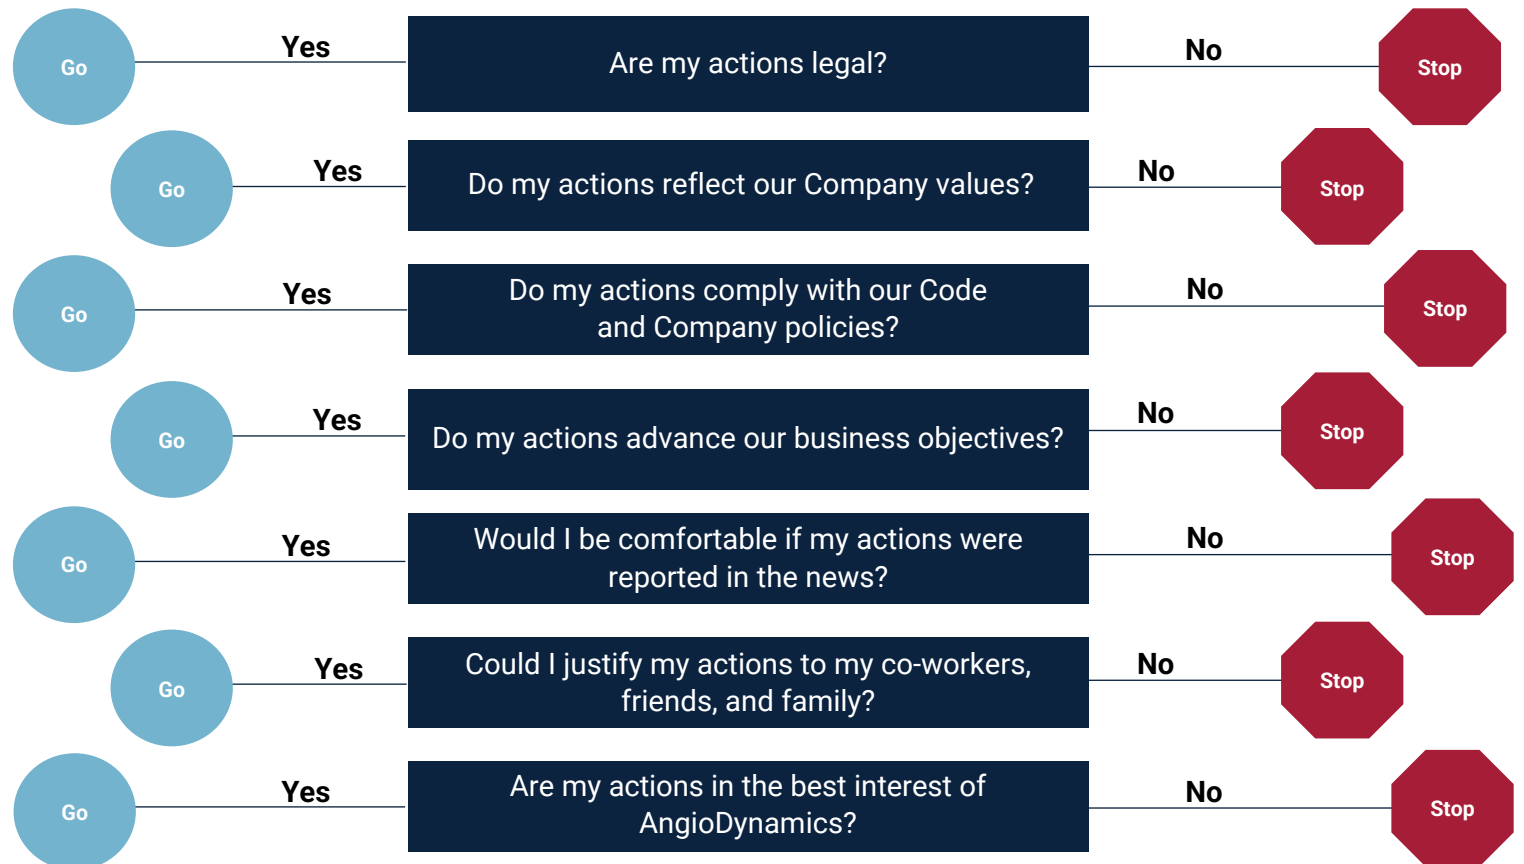 Go
Yes
Are my actions legal?
No
Stop
Go
Yes
Do my actions reflect our Company values?
No
Stop
Go
Yes
Do my actions comply with our Code
and Company policies?
No
Stop
Go
Yes
Do my actions advance our business objectives?
No
Stop
Go
Yes
Would I be comfortable if my actions were
reported in the news?
No
Stop
Go
Yes
Could I justify my actions to my co-workers,
friends, and family?
No
Stop
Go
Yes
Are my actions in the best interest of
AngioDynamics?
No
Stop